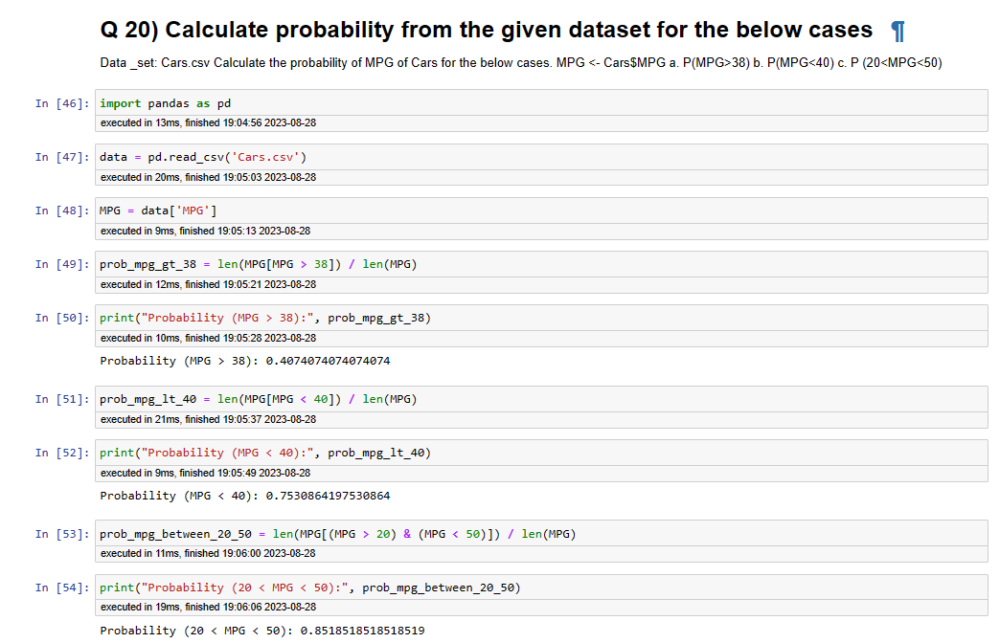 Q 20) Calculate probability from the given dataset for the below cases ¶
Data _set: Cars.csv Calculate the probability of MPG of Cars for the below cases. MPG <- Cars$MPG a. P(MPG>38) b. P(MPG<40) c. P (20<MPG<50)
In [46]: import pandas as pd
executed in 13ms, finished 19:04:56 2023-08-28
In [47]: data = pd.read_csv('Cars.csv')
executed in 20ms, finished 19:05:03 2023-08-28
In [48]: MPG = data['MPG']
executed in 9ms, finished 19:05:13 2023-08-28
In [49]: prob_mpg_gt_38 = len(MPG[MPG > 38]) / len(MPG)
executed in 12ms, finished 19:05:21 2023-08-28
In [50]: print("Probability (MPG > 38):", prob_mpg_gt_38)
executed in 10ms, finished 19:05:28 2023-08-28
Probability (MPG > 38): 0.4074074074074074
In [51]: prob_mpg_lt_40 = len(MPG[MPG < 40]) / len(MPG)
executed in 21ms, finished 19:05:37 2023-08-28
In [52]: print("Probability (MPG < 40):", prob_mpg_lt_40)
executed in 9ms, finished 19:05:49 2023-08-28
Probability (MPG < 40): 0.7530864197530864
In [53]: prob_mpg_between_20_50 = len(MPG[(MPG > 20) & (MPG < 50)]) / len(MPG)
executed in 11ms, finished 19:06:00 2023-08-28
In [54]: print("Probability (20 < MPG < 50):", prob_mpg_between_20_50)
executed in 19ms, finished 19:06:06 2023-08-28
Probability (20 < MPG < 50): 0.8518518518518519